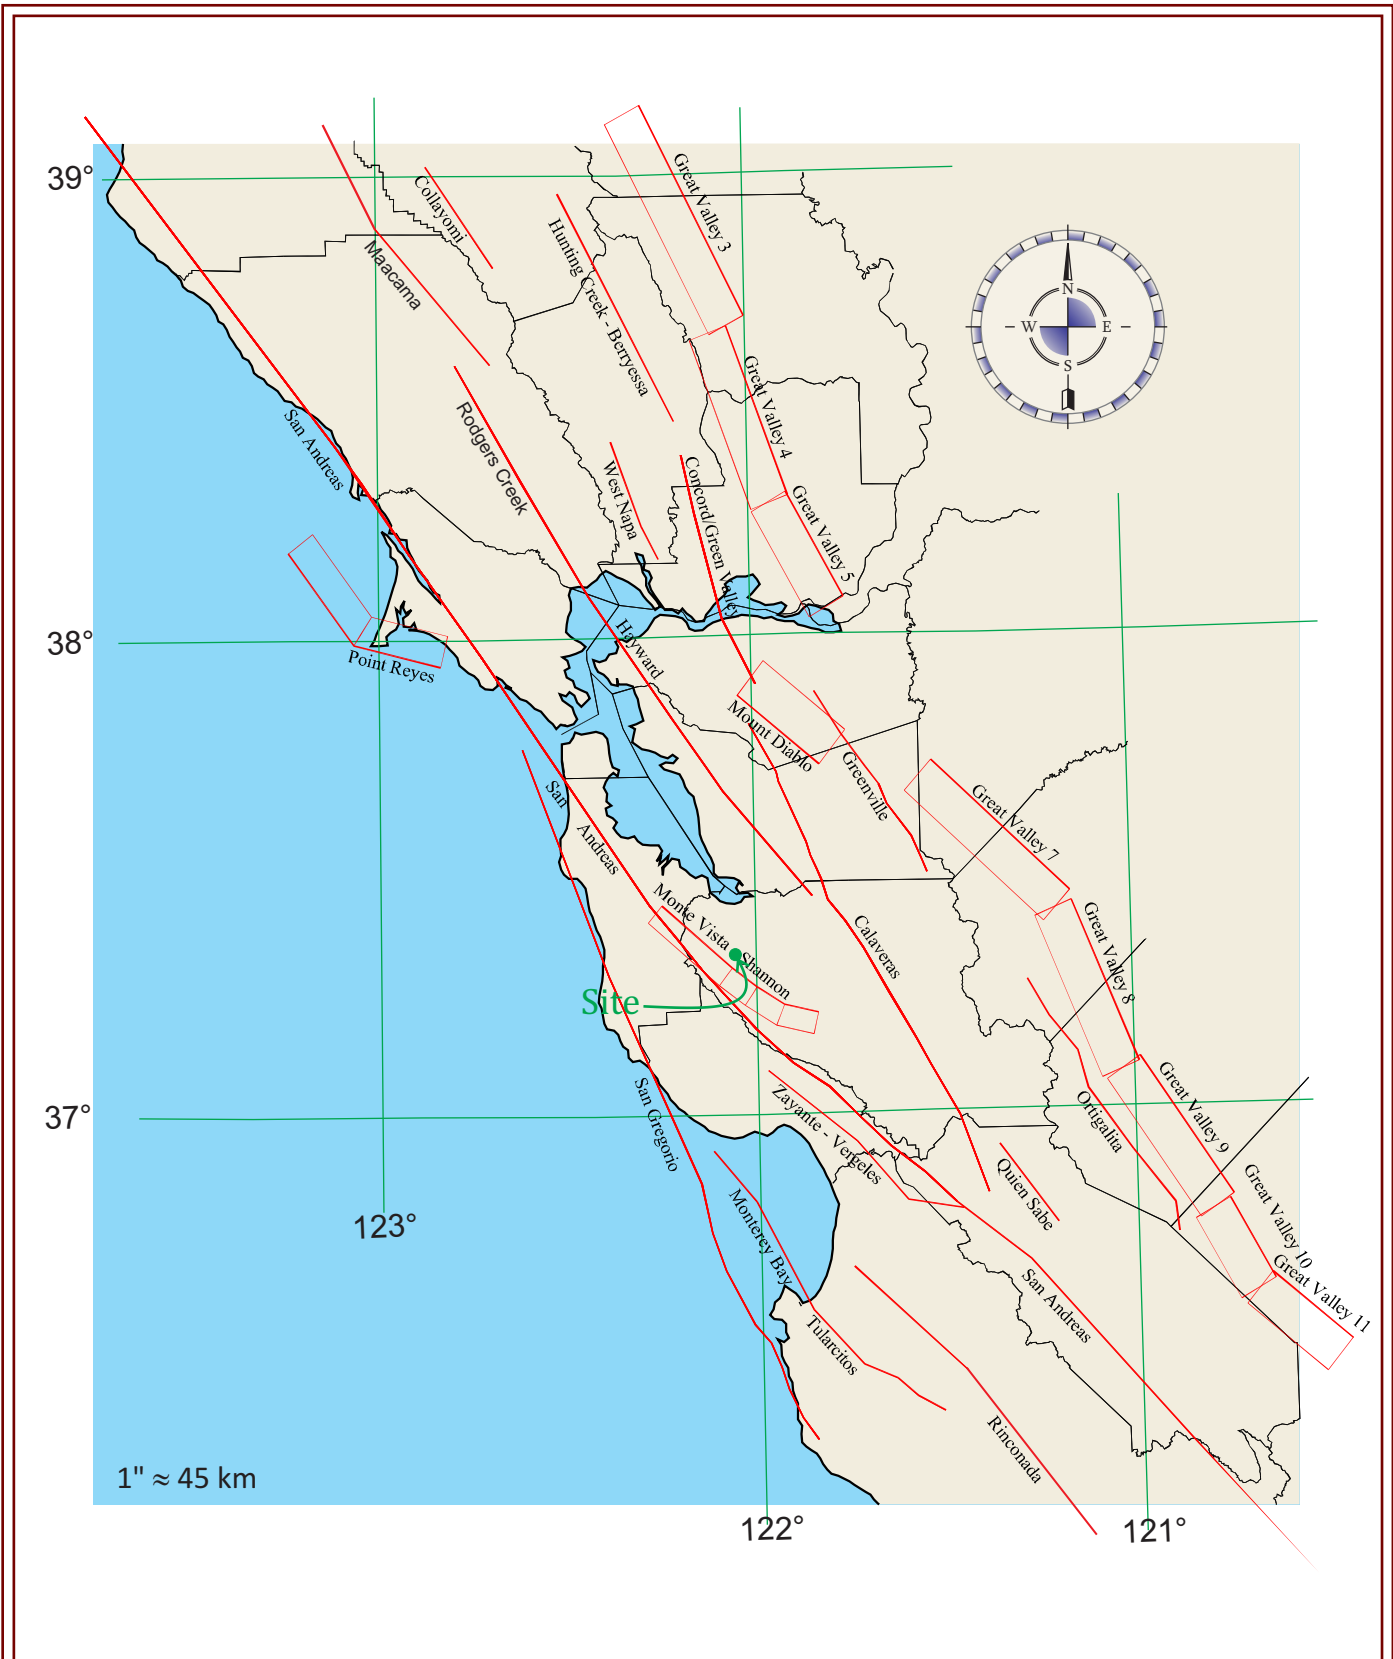 39°
Collayomi
Great Valley 3
Maacama
Hunting Creek - Berryessa
N
W
E
S
San Andreas
Rodgers Creek
Great Valley 4
West Napa
Concord/Green Valley
Great Valley 5
38°
Hayward
Point Reyes
Mount Diablo
Greenville
San
Andreas
Great Valley 7
Monte Vista
Shannon
Site
Calaveras
Great Valley 8
37°
San Gregorio
Zayante - Vergeles
Ortigalita
Great Valley 9
Quien Sabe
Great Valley 10
123°
Monterey Bay
Great Valley 11
San Andreas
Tularcitos
Rinconada
1" ≈ 45 km
122°
121°